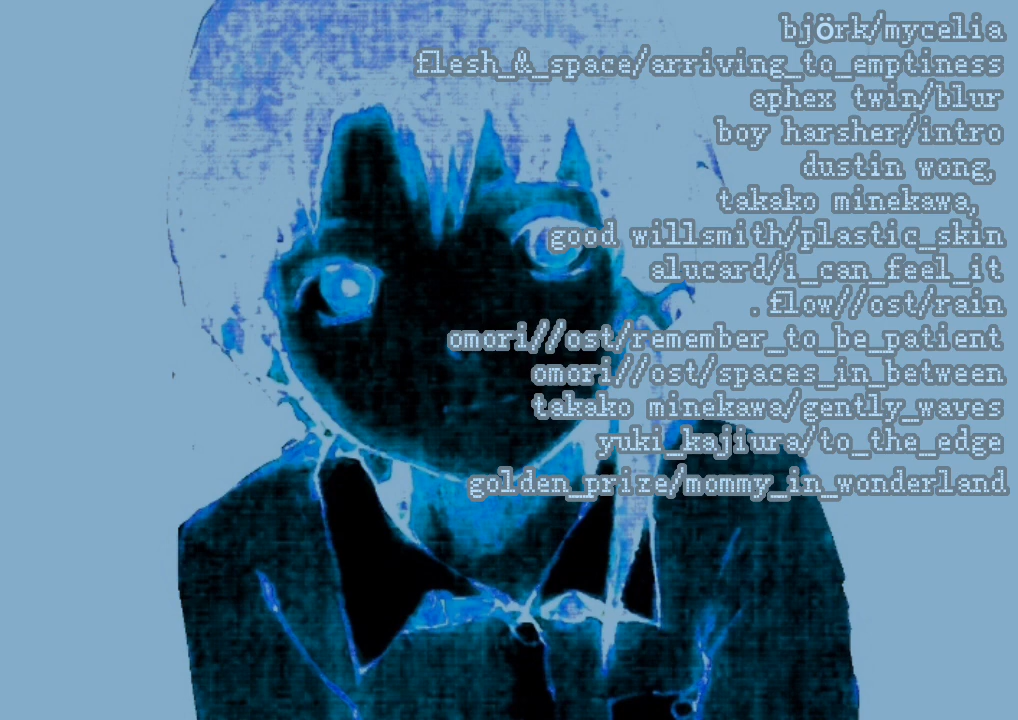 björk/mycelia
flesh_&_space/arriving_to_emptiness
aphex twin/blur
boy harsher/intro
dustin wong,
takako minekawa,
good willsmith/plastic_skin
alucard/i_can_feel_it
.flow//ost/rain
omori//ost/remember_to_be_patient
omori//ost/spaces_in_between
takako minekawa/gently_waves
yuki_kajiura/to_the_edge
golden_prize/mommy_in_wonderland